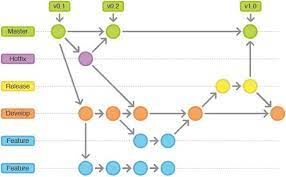 v0.1 v0.2 v1.0
Master
Hotfix
Release
Develop
Feature
Feature